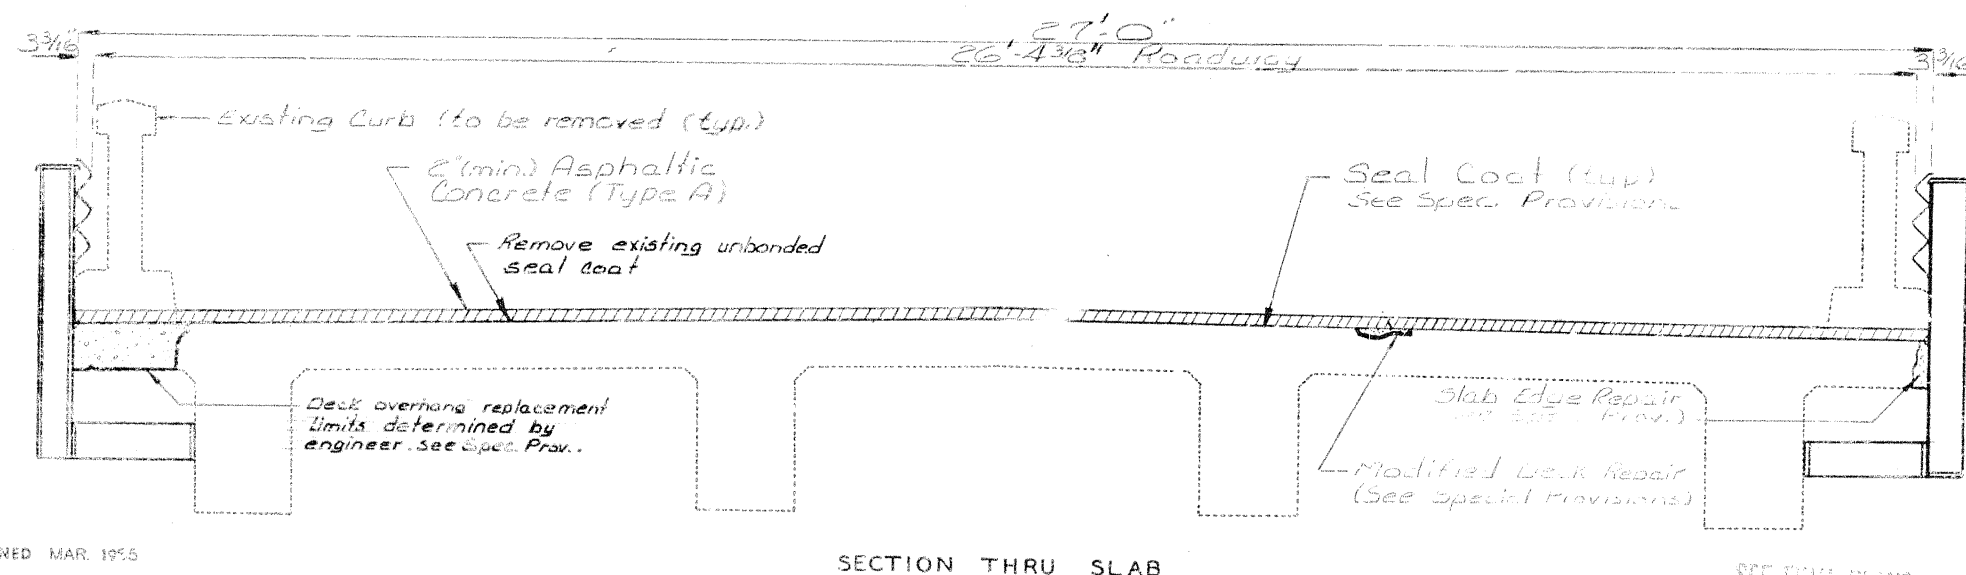 27'-0"
3 3/16
26'-4 3/8" Roadway
3 3/16
Existing Curb (to be removed (typ.)
2"(min.) Asphaltic
Concrete (Type A)
Seal Coat (typ)
See Spec. Provision
Remove existing unbonded
seal coat
Deck overhang replacement
limits determined by
engineer. See Spec. Prov..
Slab Edge Repair
Prov.)
Modified Deck Repair
(See Special Provisions)
NED MAR. 1955
SECTION THRU SLAB